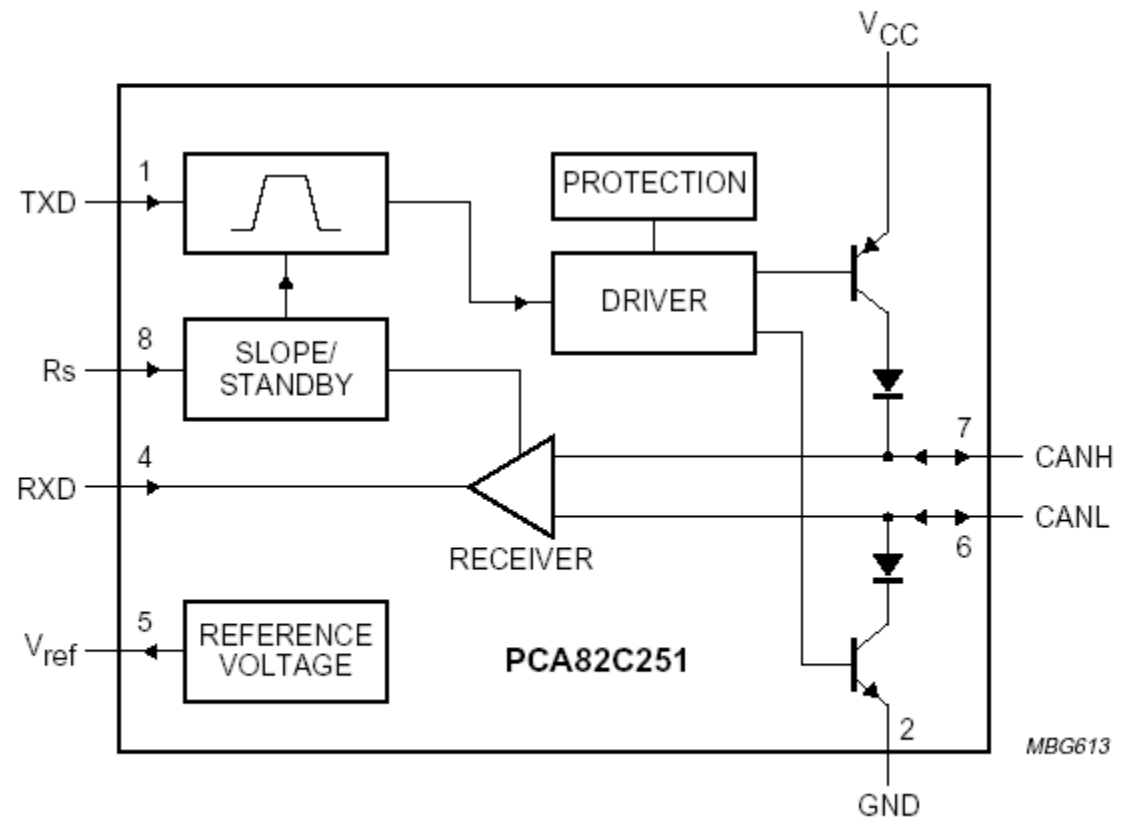 VCC
1
TXD
PROTECTION
DRIVER
8
Rs
SLOPE/
STANDBY
7
CANH
4
RXD
CANL
6
RECEIVER
5
Vref
REFERENCE
VOLTAGE
PCA82C251
2
MBG613
GND